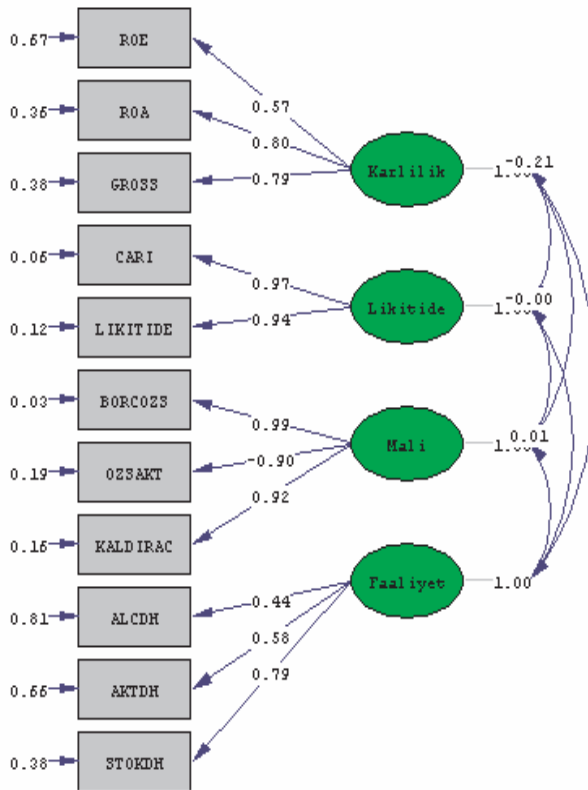 0.67 ROE
0.57
0.36 ROA
0.80
0.38 GROSS
0.79
Karlilik -0.21
0.06 CARI
0.97
0.12 LIKITIDE
0.94
Likitide -0.00
0.03 BORCOZS
0.99
0.19 OZSAKT
-0.90
0.16 KALDIRAC
0.92
Mali 0.01
0.81 ALCDH
0.44
0.66 AKTDH
0.58
0.38 STOKDH
0.79
Faaliyet 1.00